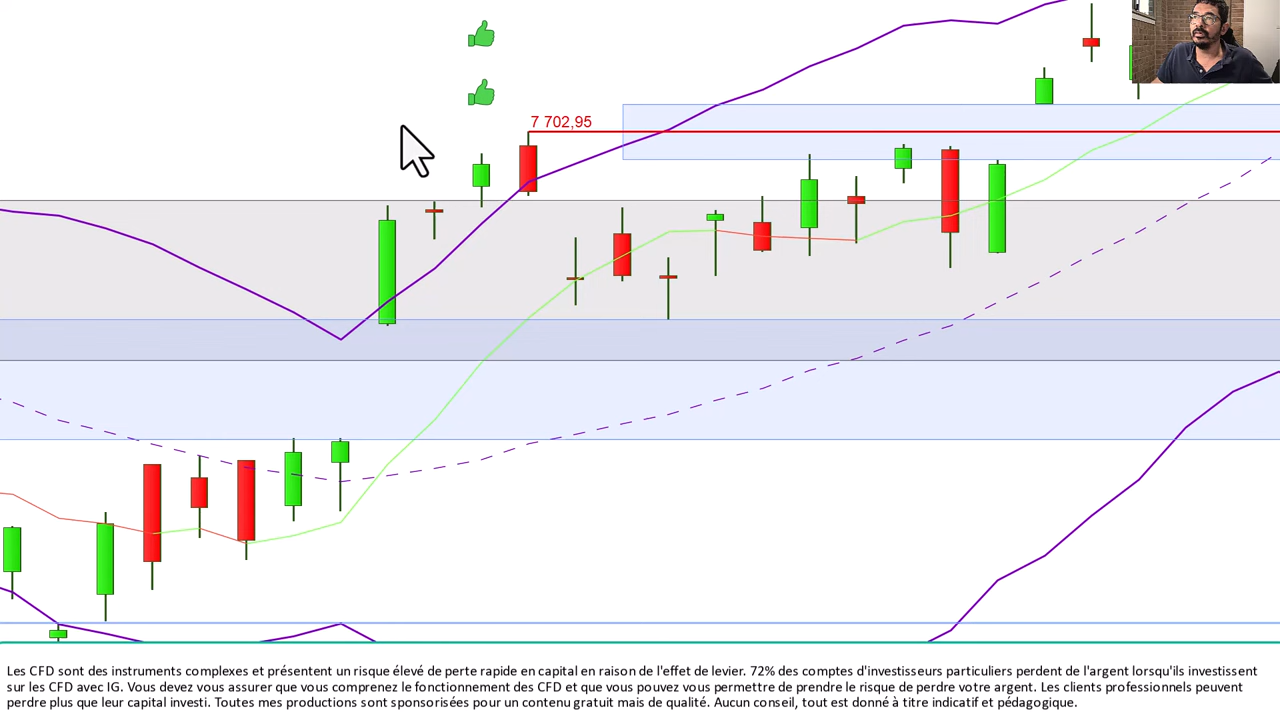 7 702,95
Les CFD sont des instruments complexes et présentent un risque élevé de perte rapide en capital en raison de l'effet de levier. 72% des comptes d'investisseurs particuliers perdent de l'argent lorsqu'ils investissent
sur les CFD avec IG. Vous devez vous assurer que vous comprenez le fonctionnement des CFD et que vous pouvez vous permettre de prendre le risque de perdre votre argent. Les clients professionnels peuvent
perdre plus que leur capital investi. Toutes mes productions sont sponsorisées pour un contenu gratuit mais de qualité. Aucun conseil, tout est donné à titre indicatif et pédagogique.